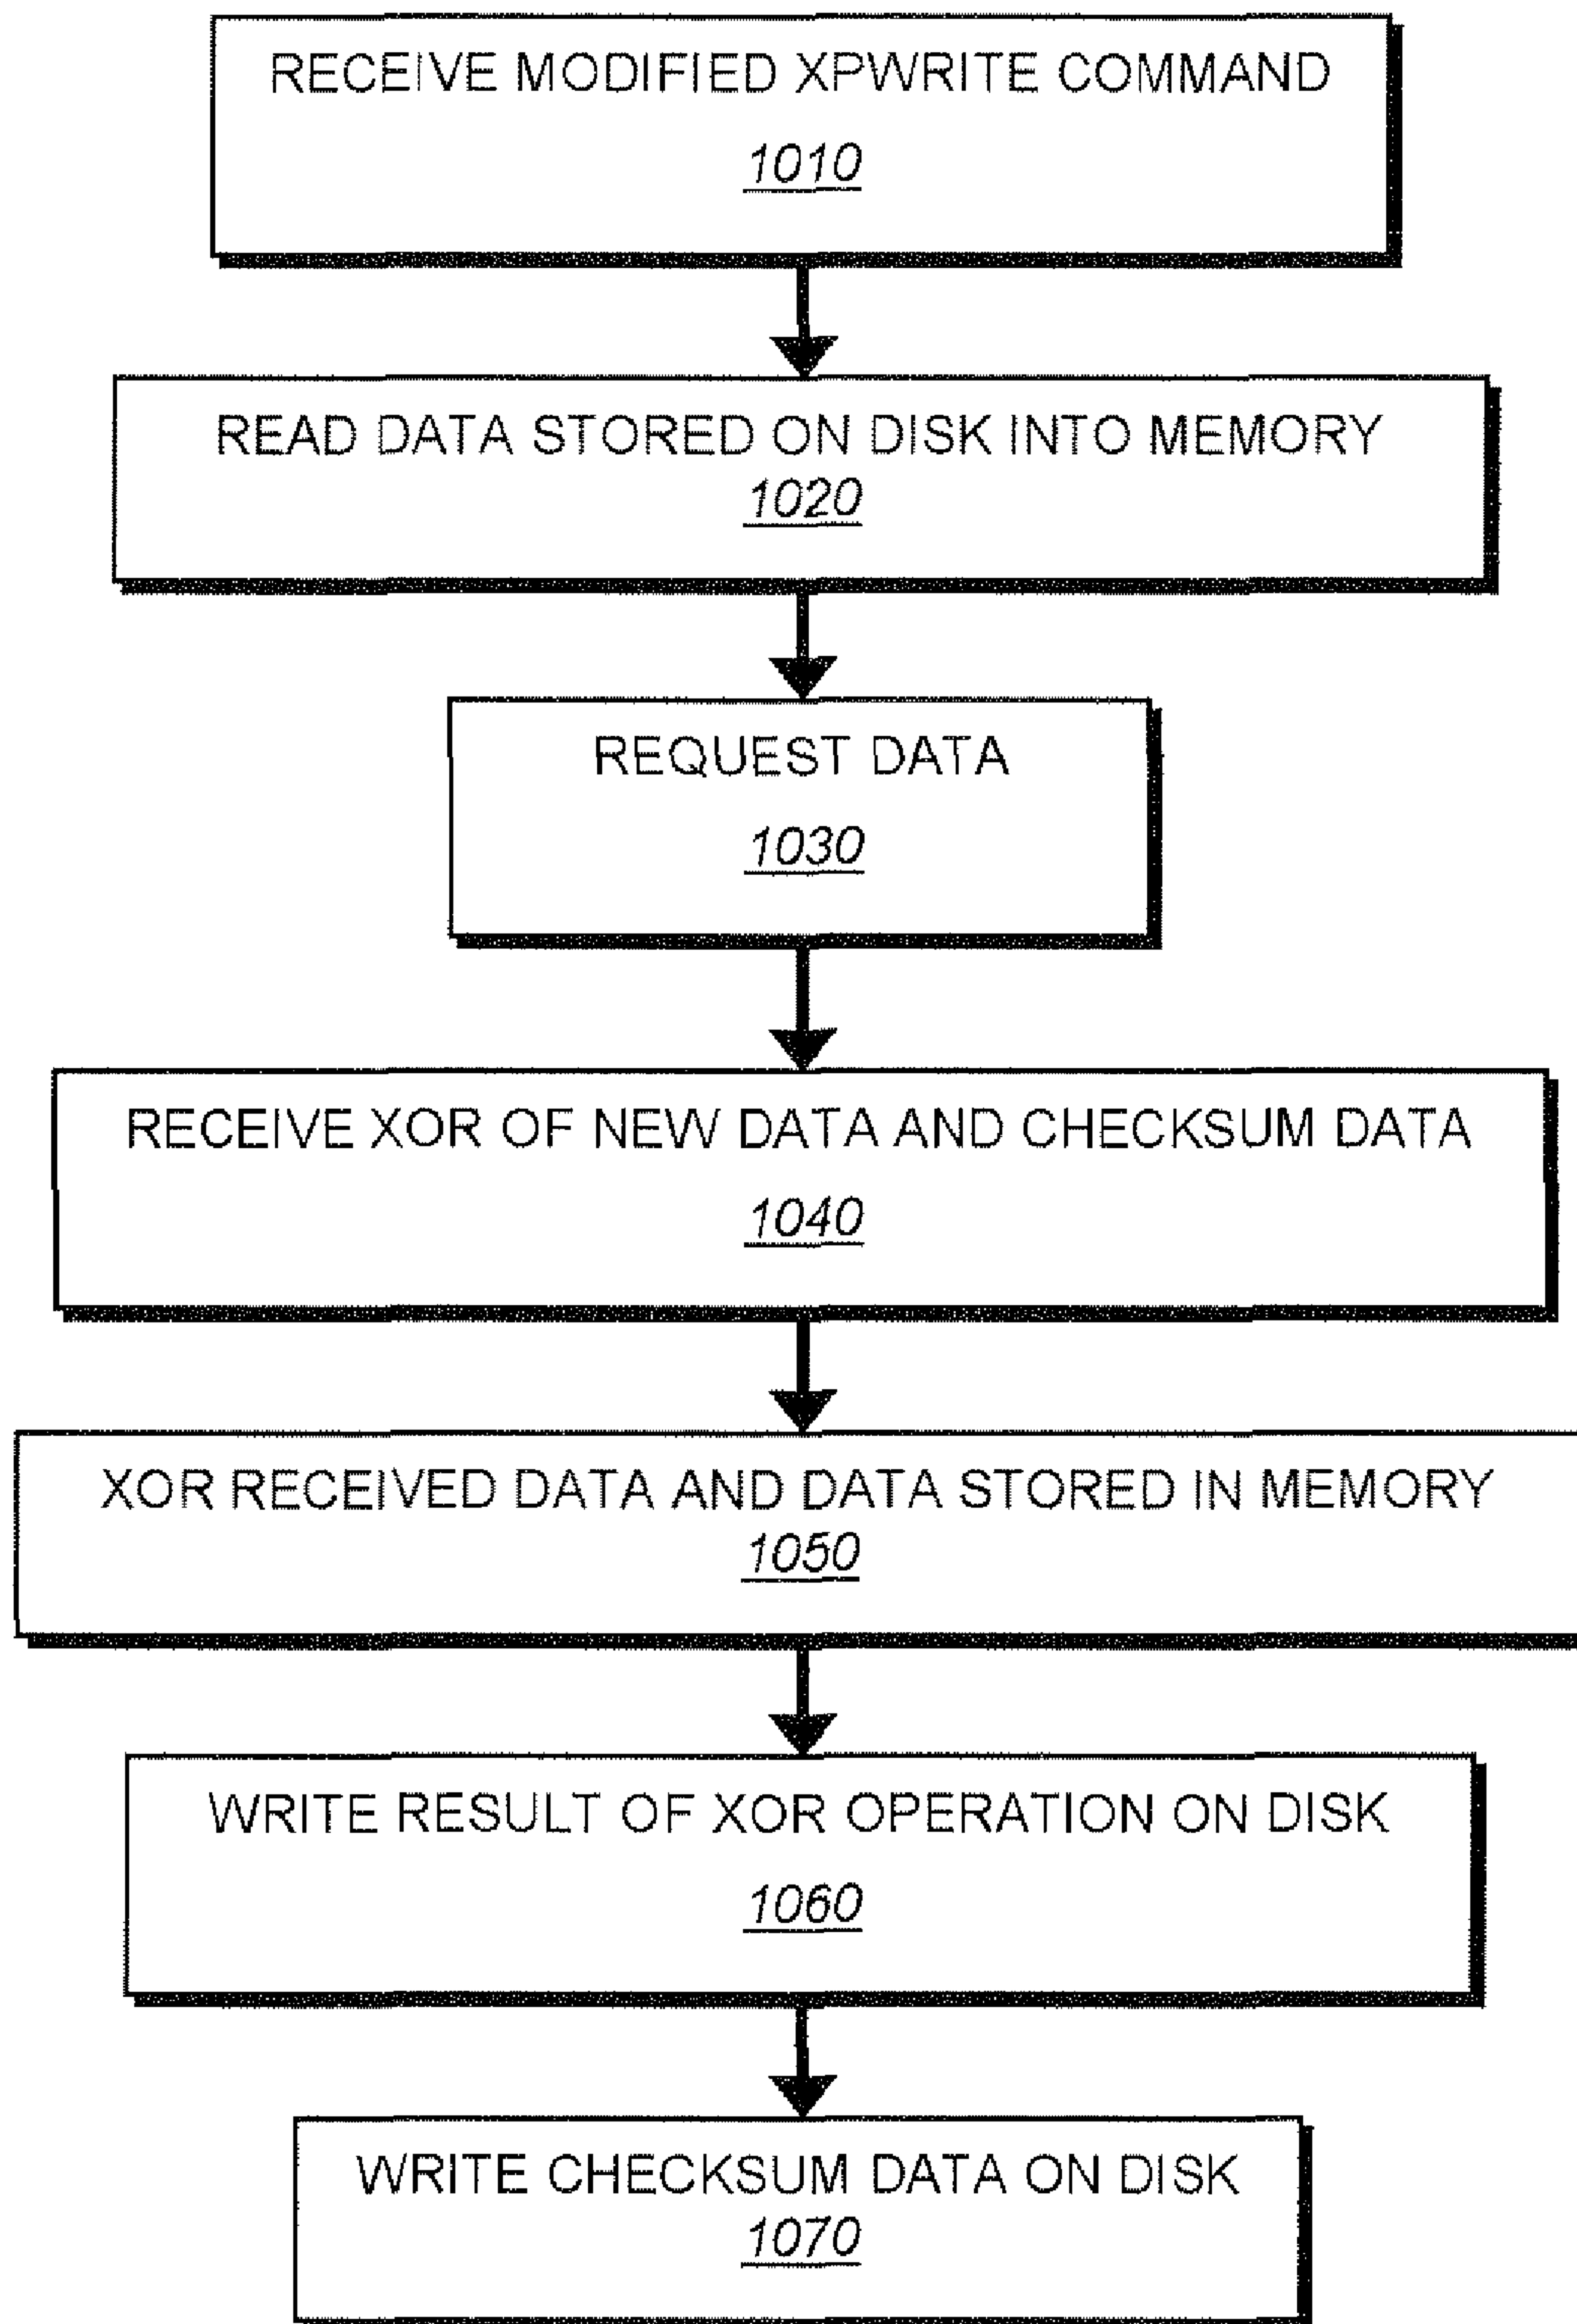 RECEIVE MODIFIED XPWRITE COMMAND
1010
READ DATA STORED ON DISK INTO MEMORY
1020
REQUEST DATA
1030
RECEIVE XOR OF NEW DATA AND CHECKSUM DATA
1040
XOR RECEIVED DATA AND DATA STORED IN MEMORY
1050
WRITE RESULT OF XOR OPERATION ON DISK
1060
WRITE CHECKSUM DATA ON DISK
1070